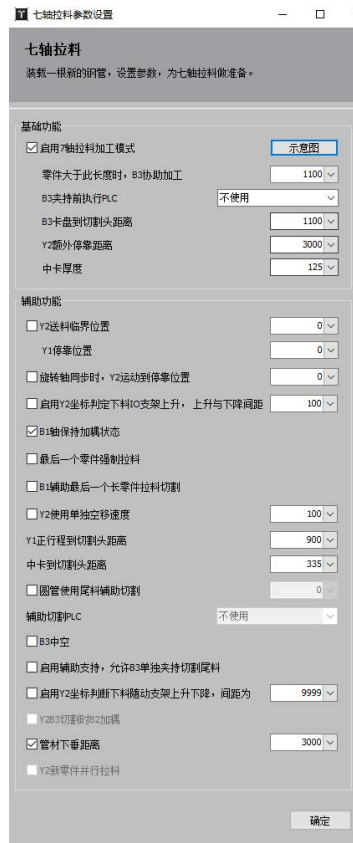 七轴拉料参数设置
七轴拉料
装载一根新的钢管，设置参数，为七轴拉料做准备。
基础功能
启用7轴拉料加工模式 示意图
零件大于此长度时，B3协助加工 1100
B3夹持前执行PLC 不使用
B3卡盘到切割头距离 1100
Y2额外停靠距离 3000
中卡厚度 125
辅助功能
Y2送料临界位置 0
Y1停靠位置 0
旋转轴同步时，Y2运动到停靠位置 0
启用Y2坐标判定下料IO支架上升，上升与下降间距 100
B1轴保持加耦状态
最后一个零件强制拉料
B1辅助最后一个长零件拉料切割
Y2使用单独空移速度 100
Y1正行程到切割头距离 900
中卡到切割头距离 335
圆管使用尾料辅助切割 0
辅助切割PLC 不使用
B3中空
启用辅助支持，允许B3单独夹持切割尾料
启用Y2坐标判断下料随动支架上升下降，间距为 9999
Y2B3切割时B2加耦
管材下垂距离 3000
Y2新零件并行拉料
确定